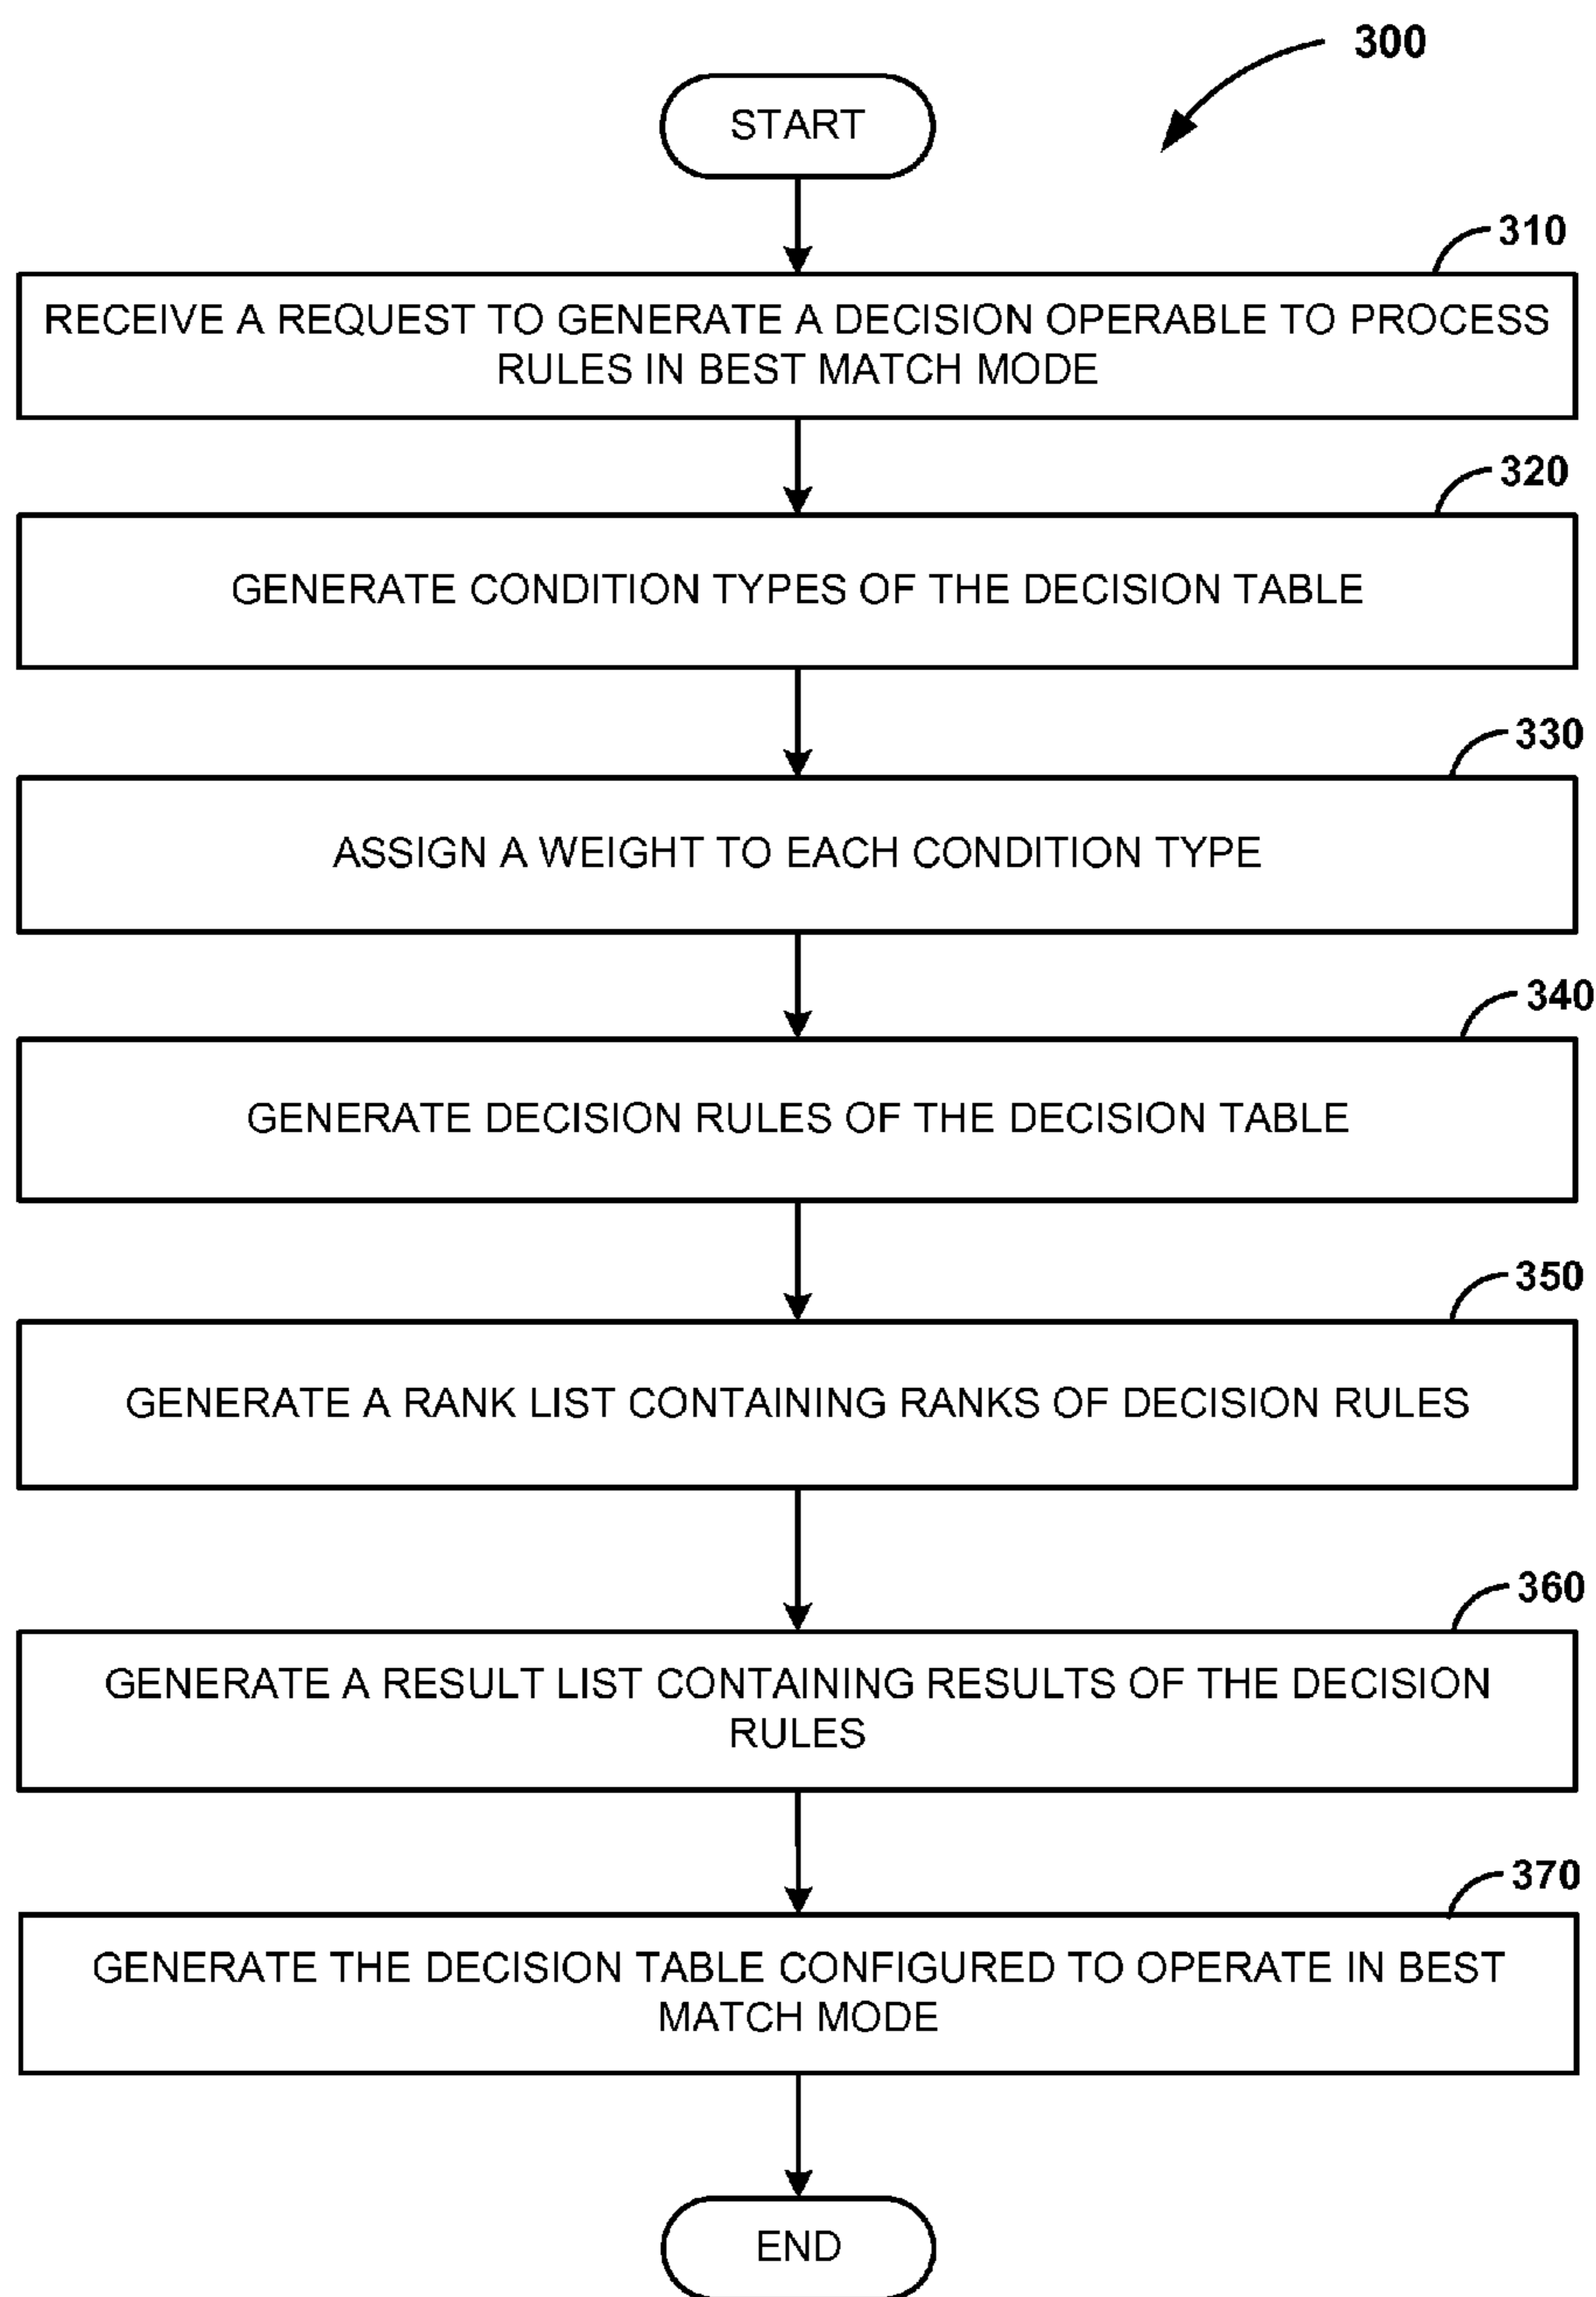 300
START
310
RECEIVE A REQUEST TO GENERATE A DECISION OPERABLE TO PROCESS
RULES IN BEST MATCH MODE
320
GENERATE CONDITION TYPES OF THE DECISION TABLE
330
ASSIGN A WEIGHT TO EACH CONDITION TYPE
340
GENERATE DECISION RULES OF THE DECISION TABLE
350
GENERATE A RANK LIST CONTAINING RANKS OF DECISION RULES
360
GENERATE A RESULT LIST CONTAINING RESULTS OF THE DECISION
RULES
370
GENERATE THE DECISION TABLE CONFIGURED TO OPERATE IN BEST
MATCH MODE
END